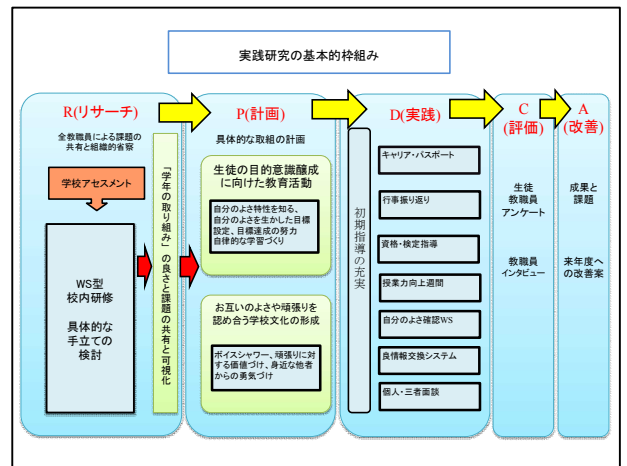 実践研究の基本的枠組み
R(リサーチ)
全教職員による課題の
共有と組織的省察
学校アセスメント
WS型
校内研修
具体的な
手立ての
検討
「学年の取り組み」の良さと課題の共有と可視化
P(計画)
具体的な取組の計画
生徒の目的意識醸成
に向けた教育活動
自分のよさ特性を知る、
自分のよさを生かした目標
設定、目標達成の努力
自律的な学習づくり
お互いのよさや頑張りを
認め合う学校文化の形成
ボイスシャワー、頑張りに対
する価値づけ、身近な他者
からの勇気づけ
D(実践)
初期指導の充実
キャリア・パスポート
行事振り返り
資格・検定指導
授業力向上週間
自分のよさ確認WS
良情報交換システム
個人・三者面談
C
(評価)
生徒
教職員
アンケート
教職員
インタビュー
A
(改善)
成果と
課題
来年度へ
の改善案